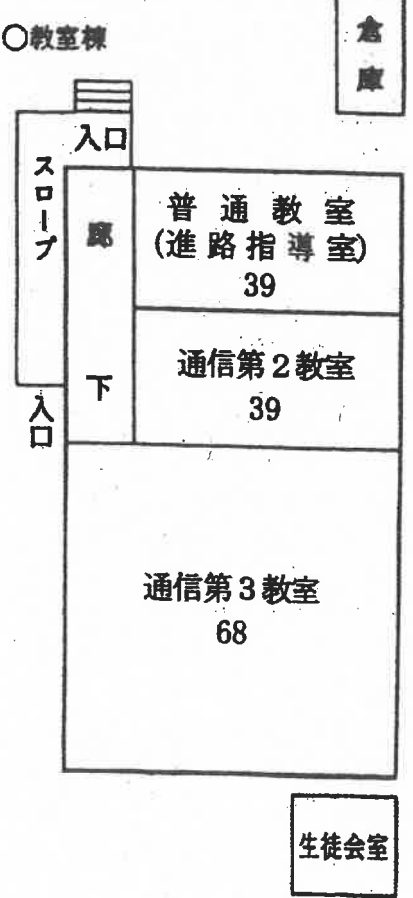 ○教室棟
倉庫
入口
スロープ
廊下
普通教室
(進路指導室)
39
通信第2教室
39
入口
通信第3教室
68
生徒会室